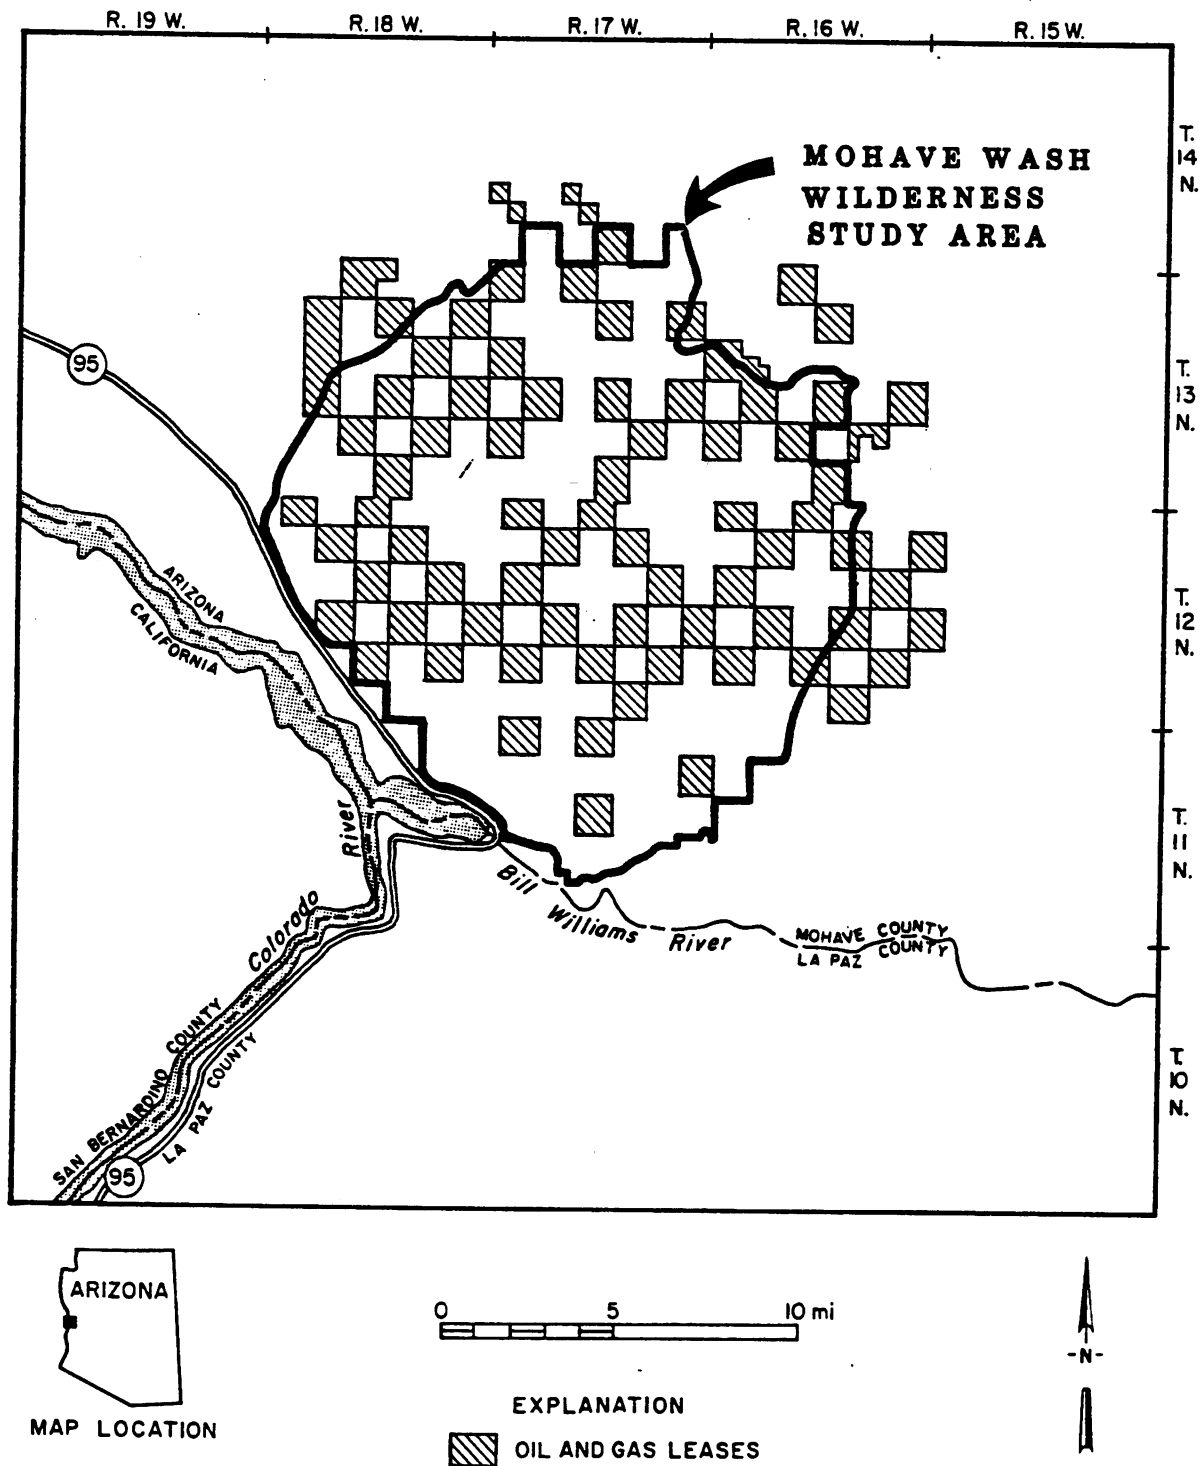 R. 19 W.
R. 18 W.
R. 17 W.
R. 16 W.
R. 15 W.
T.
14
N.
MOHAVE WASH
WILDERNESS
STUDY AREA
95
T.
13
N.
ARIZONA
CALIFORNIA
T.
12
N.
River
Colorado
T.
11
N.
Bill
Williams
River
MOHAVE COUNTY
LA PAZ COUNTY
SAN BERNARDINO COUNTY
LA PAZ COUNTY
95
T.
10
N.
ARIZONA
MAP LOCATION
0 5 10 mi
-N-
EXPLANATION
OIL AND GAS LEASES